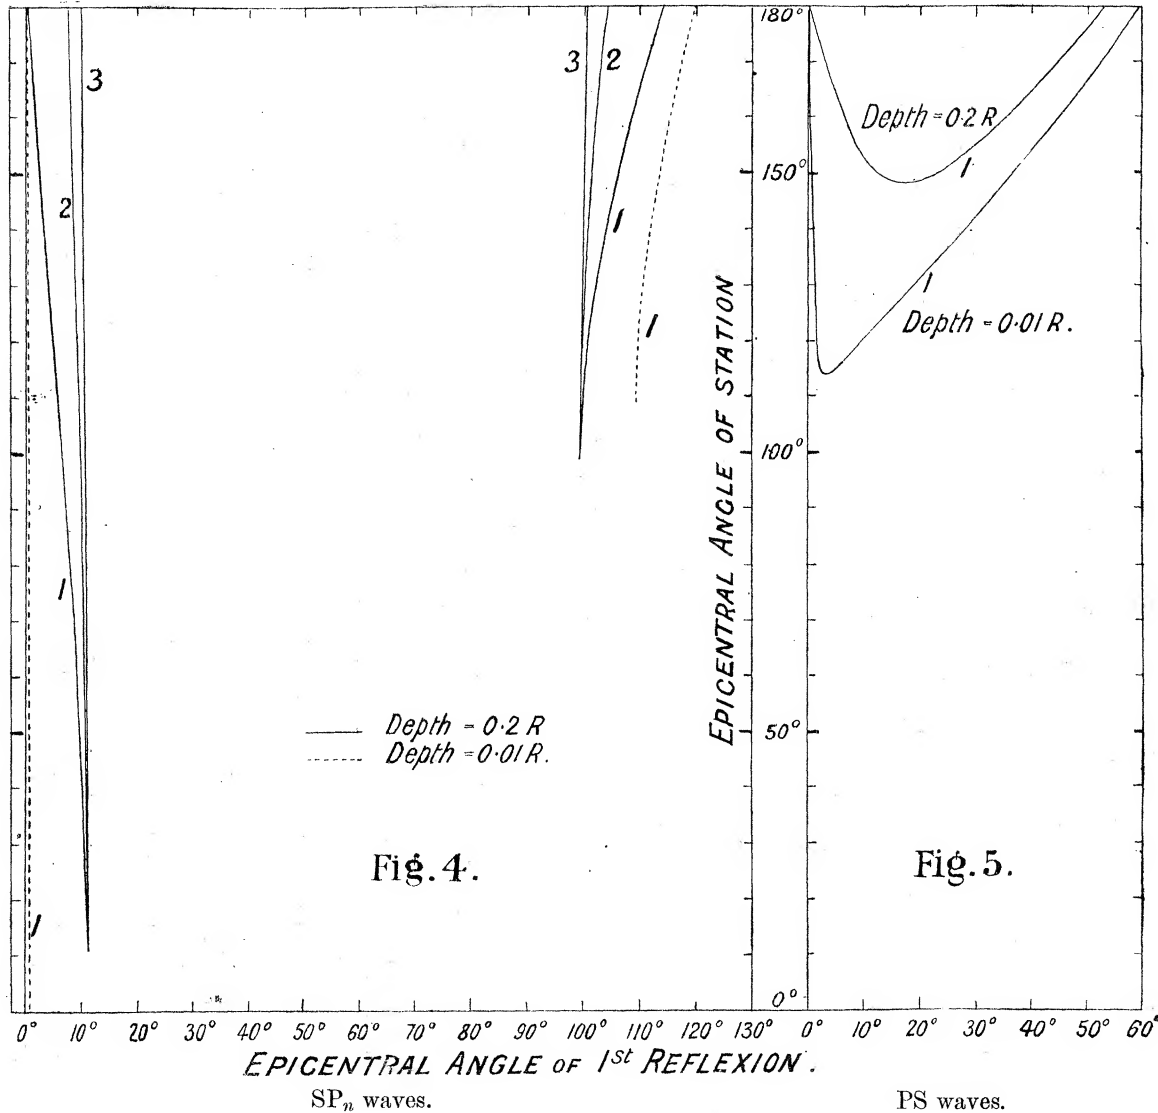 3
2
1
1
3
2
1
1
Depth = 0·2 R
Depth = 0·01 R.
Fig. 4.
0° 10° 20° 30° 40° 50° 60° 70° 80° 90° 100° 110° 120° 130°
EPICENTRAL ANGLE OF STATION
180°
150°
100°
50°
0°
Depth = 0·2 R
1
1
Depth = 0·01 R.
Fig. 5.
0° 10° 20° 30° 40° 50° 60°
EPICENTRAL ANGLE OF 1st REFLEXION.
SPn waves.
PS waves.